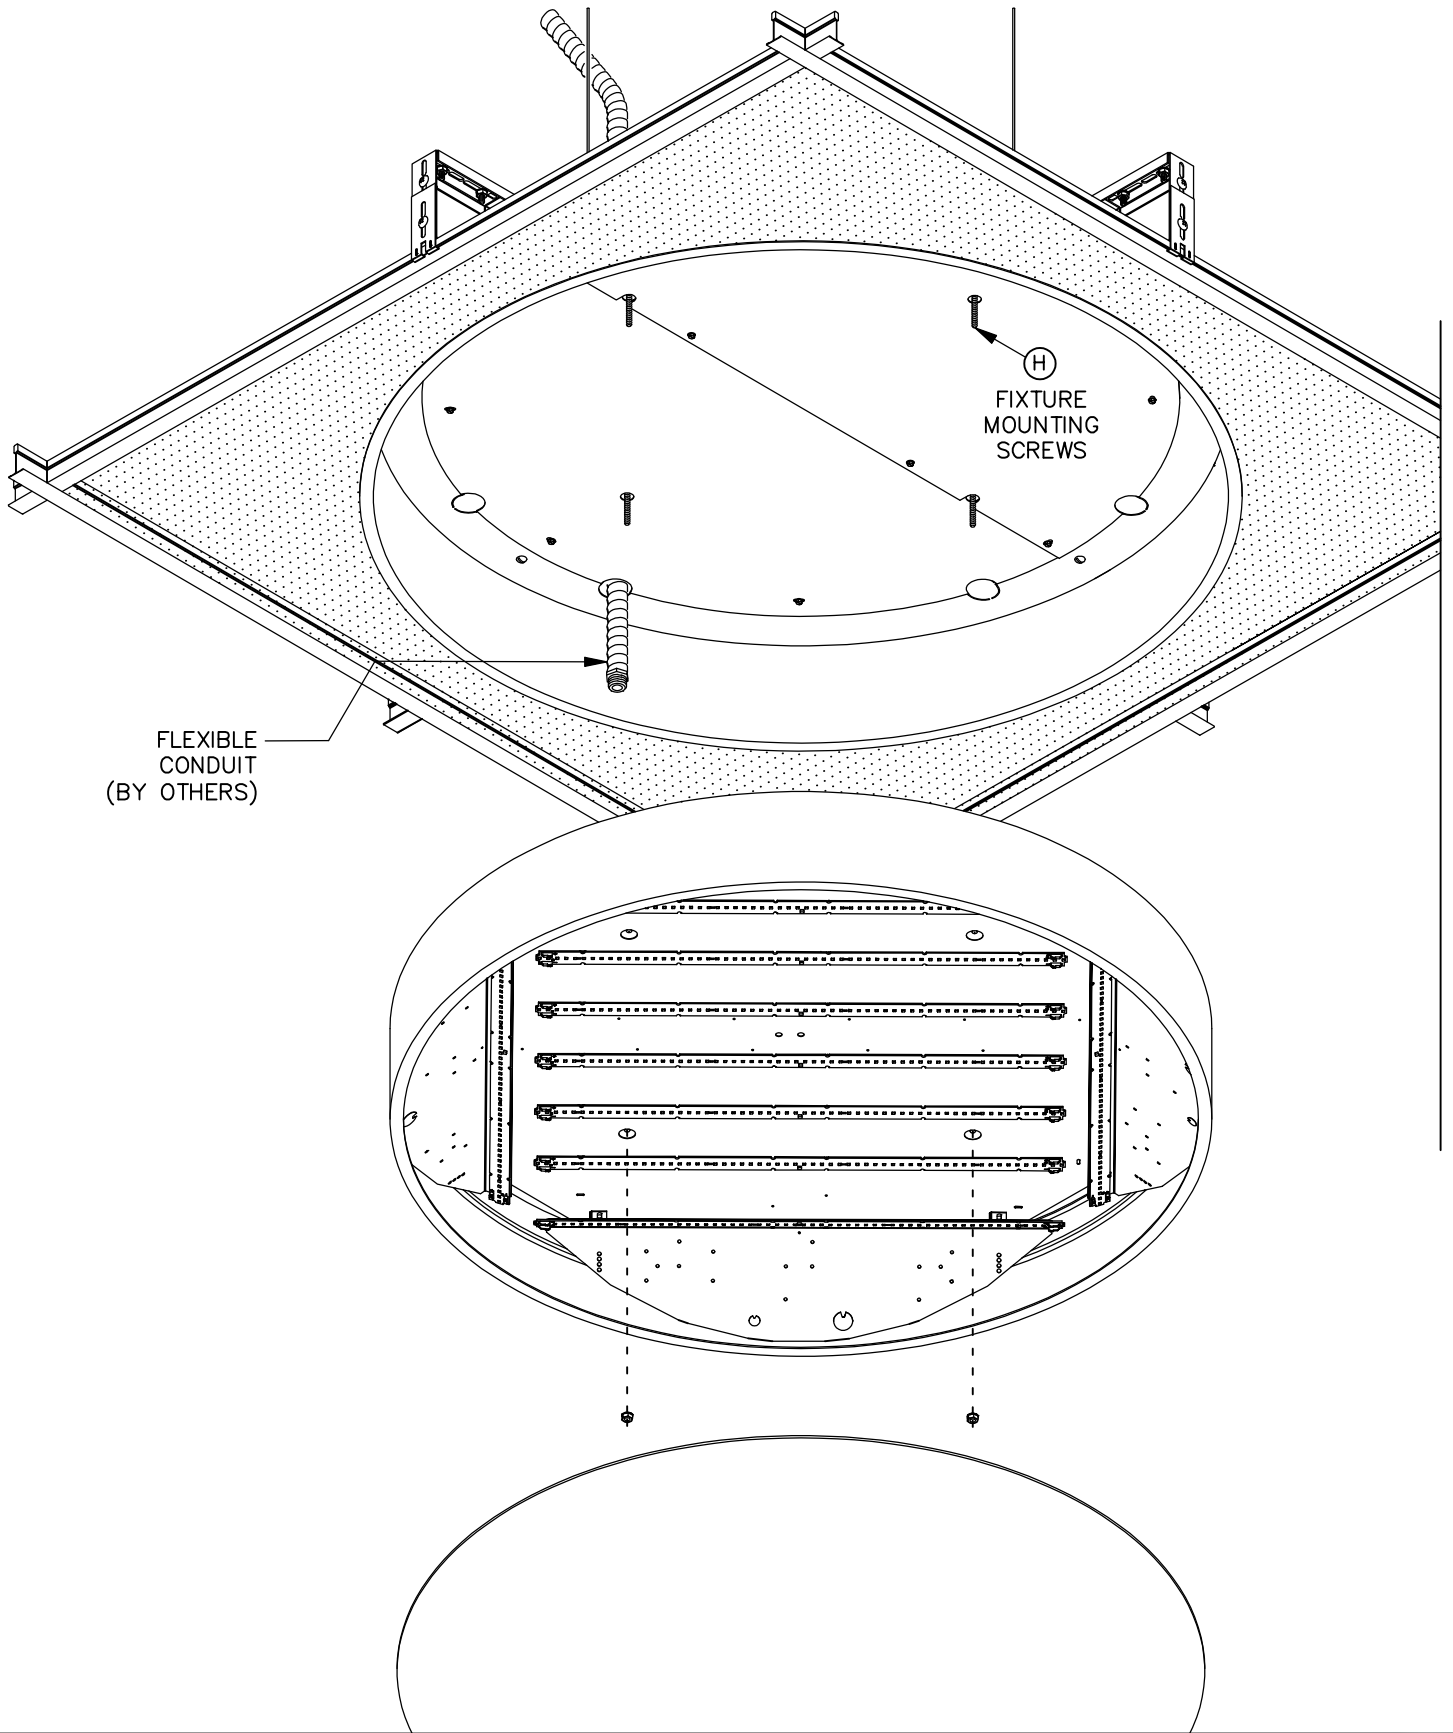 H
FIXTURE
MOUNTING
SCREWS
FLEXIBLE
CONDUIT
(BY OTHERS)